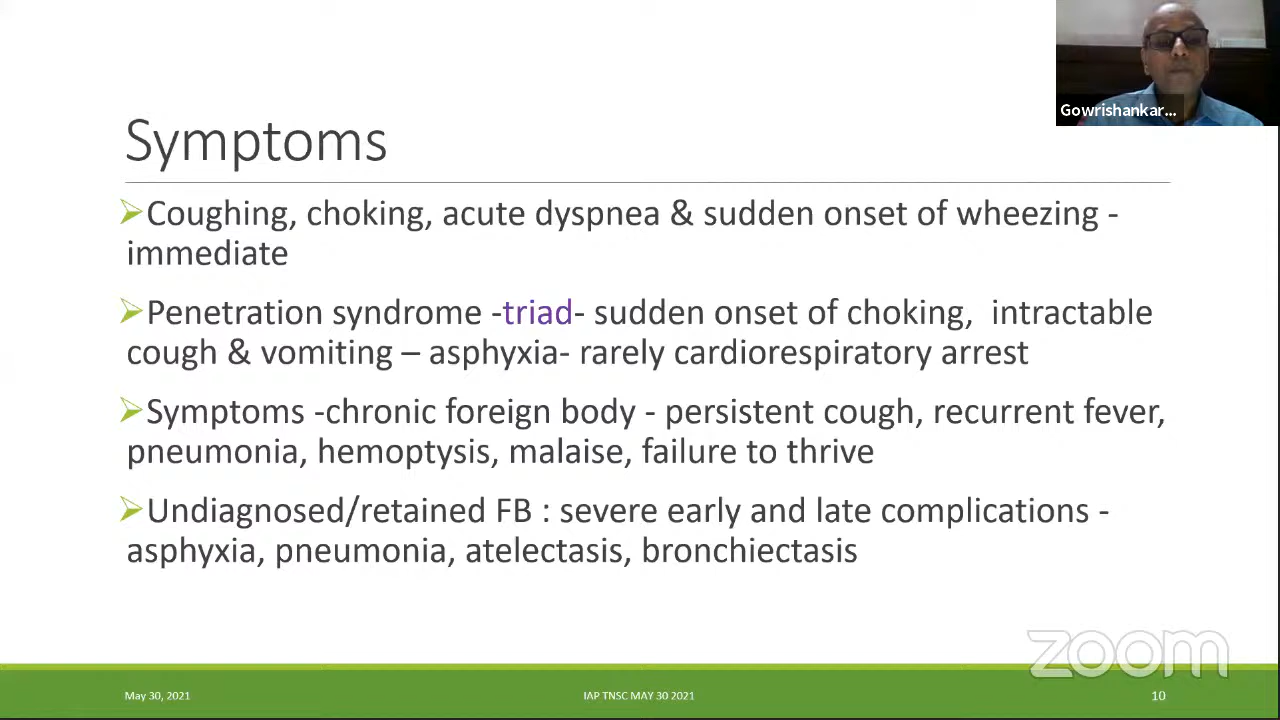 Gowrishankar...
Symptoms
➢Coughing, choking, acute dyspnea & sudden onset of wheezing -
immediate
➢Penetration syndrome -triad- sudden onset of choking, intractable
cough & vomiting – asphyxia- rarely cardiorespiratory arrest
➢Symptoms -chronic foreign body - persistent cough, recurrent fever,
pneumonia, hemoptysis, malaise, failure to thrive
➢Undiagnosed/retained FB : severe early and late complications -
asphyxia, pneumonia, atelectasis, bronchiectasis
zoom
May 30, 2021
IAP TNSC MAY 30 2021
10